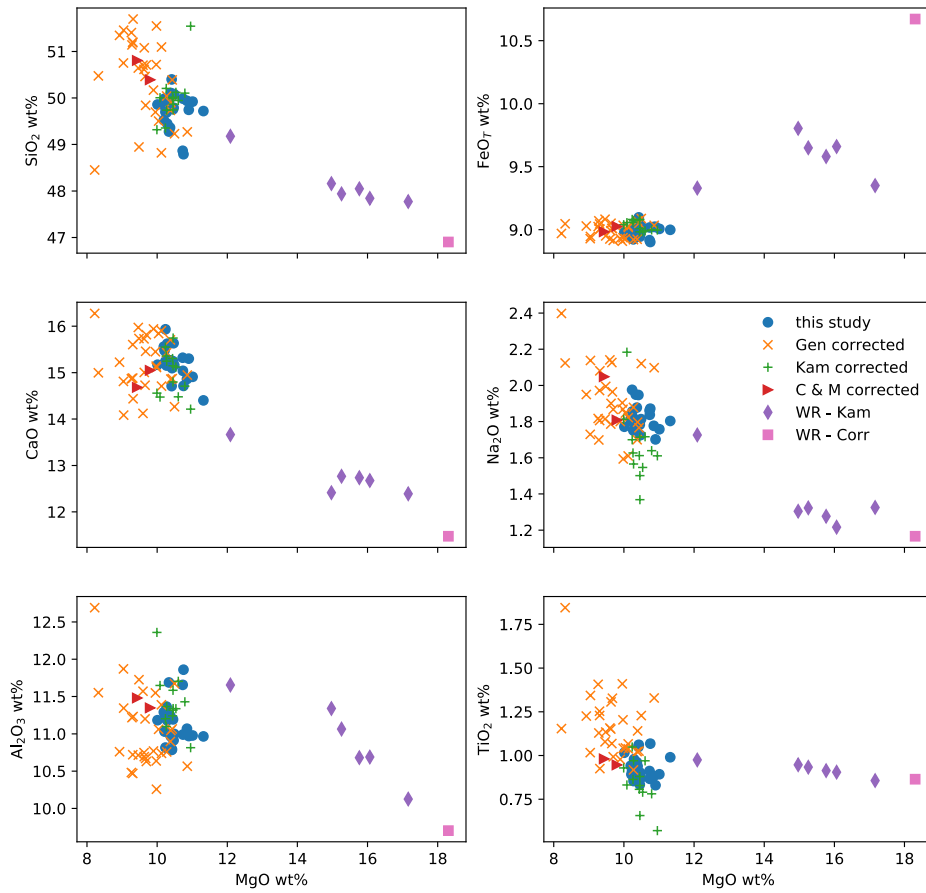 SiO2 wt%
51
50
49
48
47
FeOT wt%
10.5
10.0
9.5
9.0
CaO wt%
16
15
14
13
12
Na2O wt%
2.4
2.2
2.0
1.8
1.6
1.4
1.2
this study
Gen corrected
Kam corrected
C & M corrected
WR - Kam
WR - Corr
Al2O3 wt%
12.5
12.0
11.5
11.0
10.5
10.0
8 10 12 14 16 18
MgO wt%
TiO2 wt%
1.75
1.50
1.25
1.00
0.75
8 10 12 14 16 18
MgO wt%